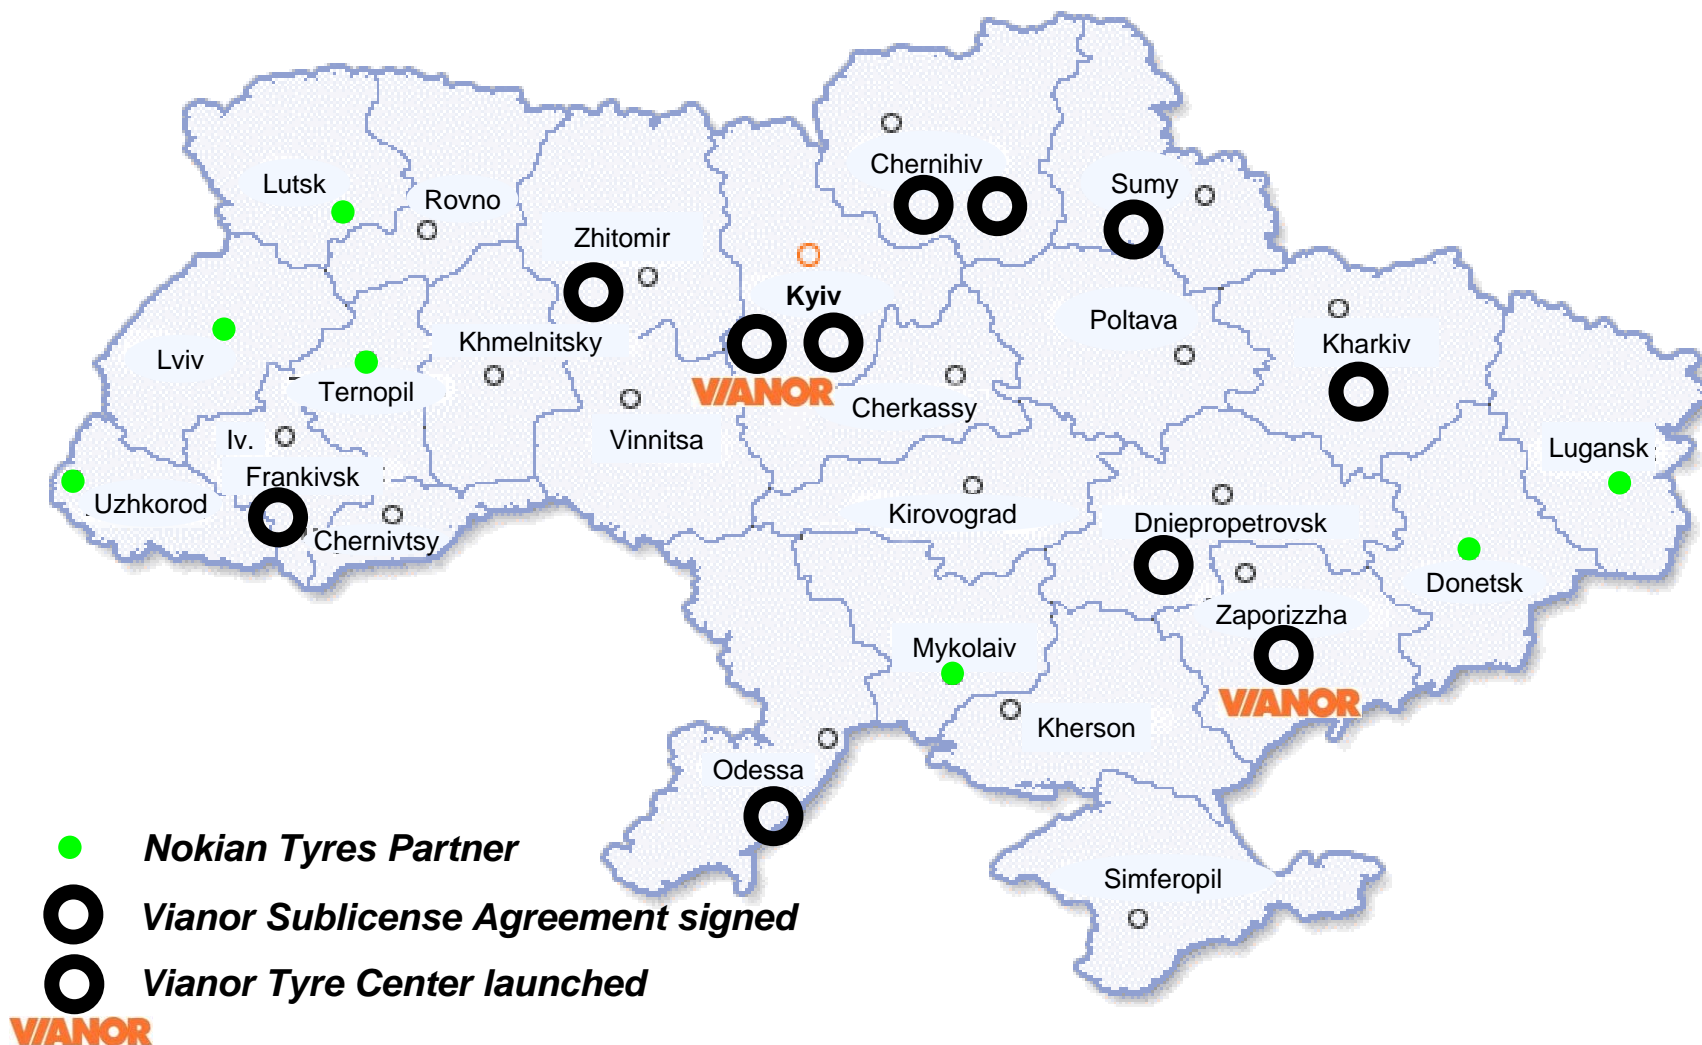 Chernihiv
Lutsk
Sumy
Rovno
Zhitomir
Kyiv
Poltava
Khmelnitsky
Kharkiv
Lviv
Ternopil
VIANOR
Cherkassy
Iv.
Frankivsk
Vinnitsa
Lugansk
Uzhkorod
Kirovograd
Dniepropetrovsk
Chernivtsy
Donetsk
Zaporizzha
Mykolaiv
VIANOR
Kherson
Odessa
Simferopil
Nokian Tyres Partner
Vianor Sublicense Agreement signed
Vianor Tyre Center launched
VIANOR